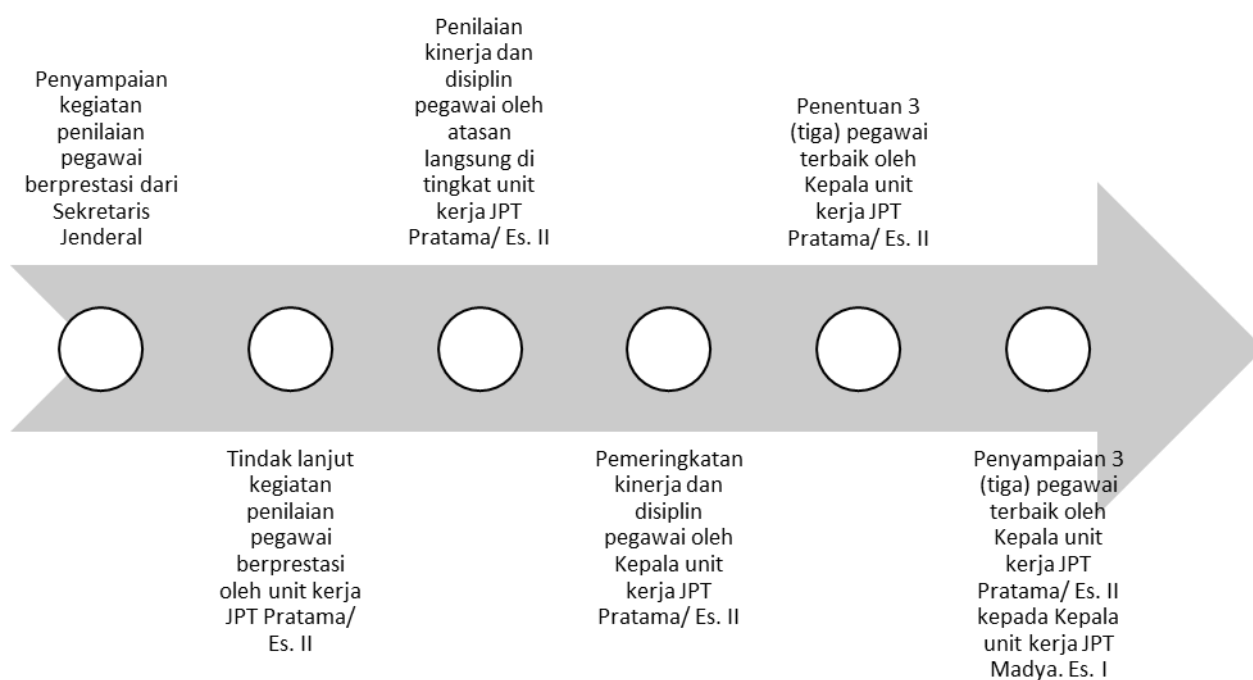 Penyampaian
kegiatan
penilaian
pegawai
berprestasi dari
Sekretaris
Jenderal
Tindak lanjut
kegiatan
penilaian
pegawai
berprestasi
oleh unit kerja
JPT Pratama/
Es. II
Penilaian
kinerja dan
disiplin
pegawai oleh
atasan
langsung di
tingkat unit
kerja JPT
Pratama/ Es. II
Pemeringkatan
kinerja dan
disiplin
pegawai oleh
Kepala unit
kerja JPT
Pratama/ Es. II
Penentuan 3
(tiga) pegawai
terbaik oleh
Kepala unit
kerja JPT
Pratama/ Es. II
Penyampaian 3
(tiga) pegawai
terbaik oleh
Kepala unit
kerja JPT
Pratama/ Es. II
kepada Kepala
unit kerja JPT
Madya. Es. I